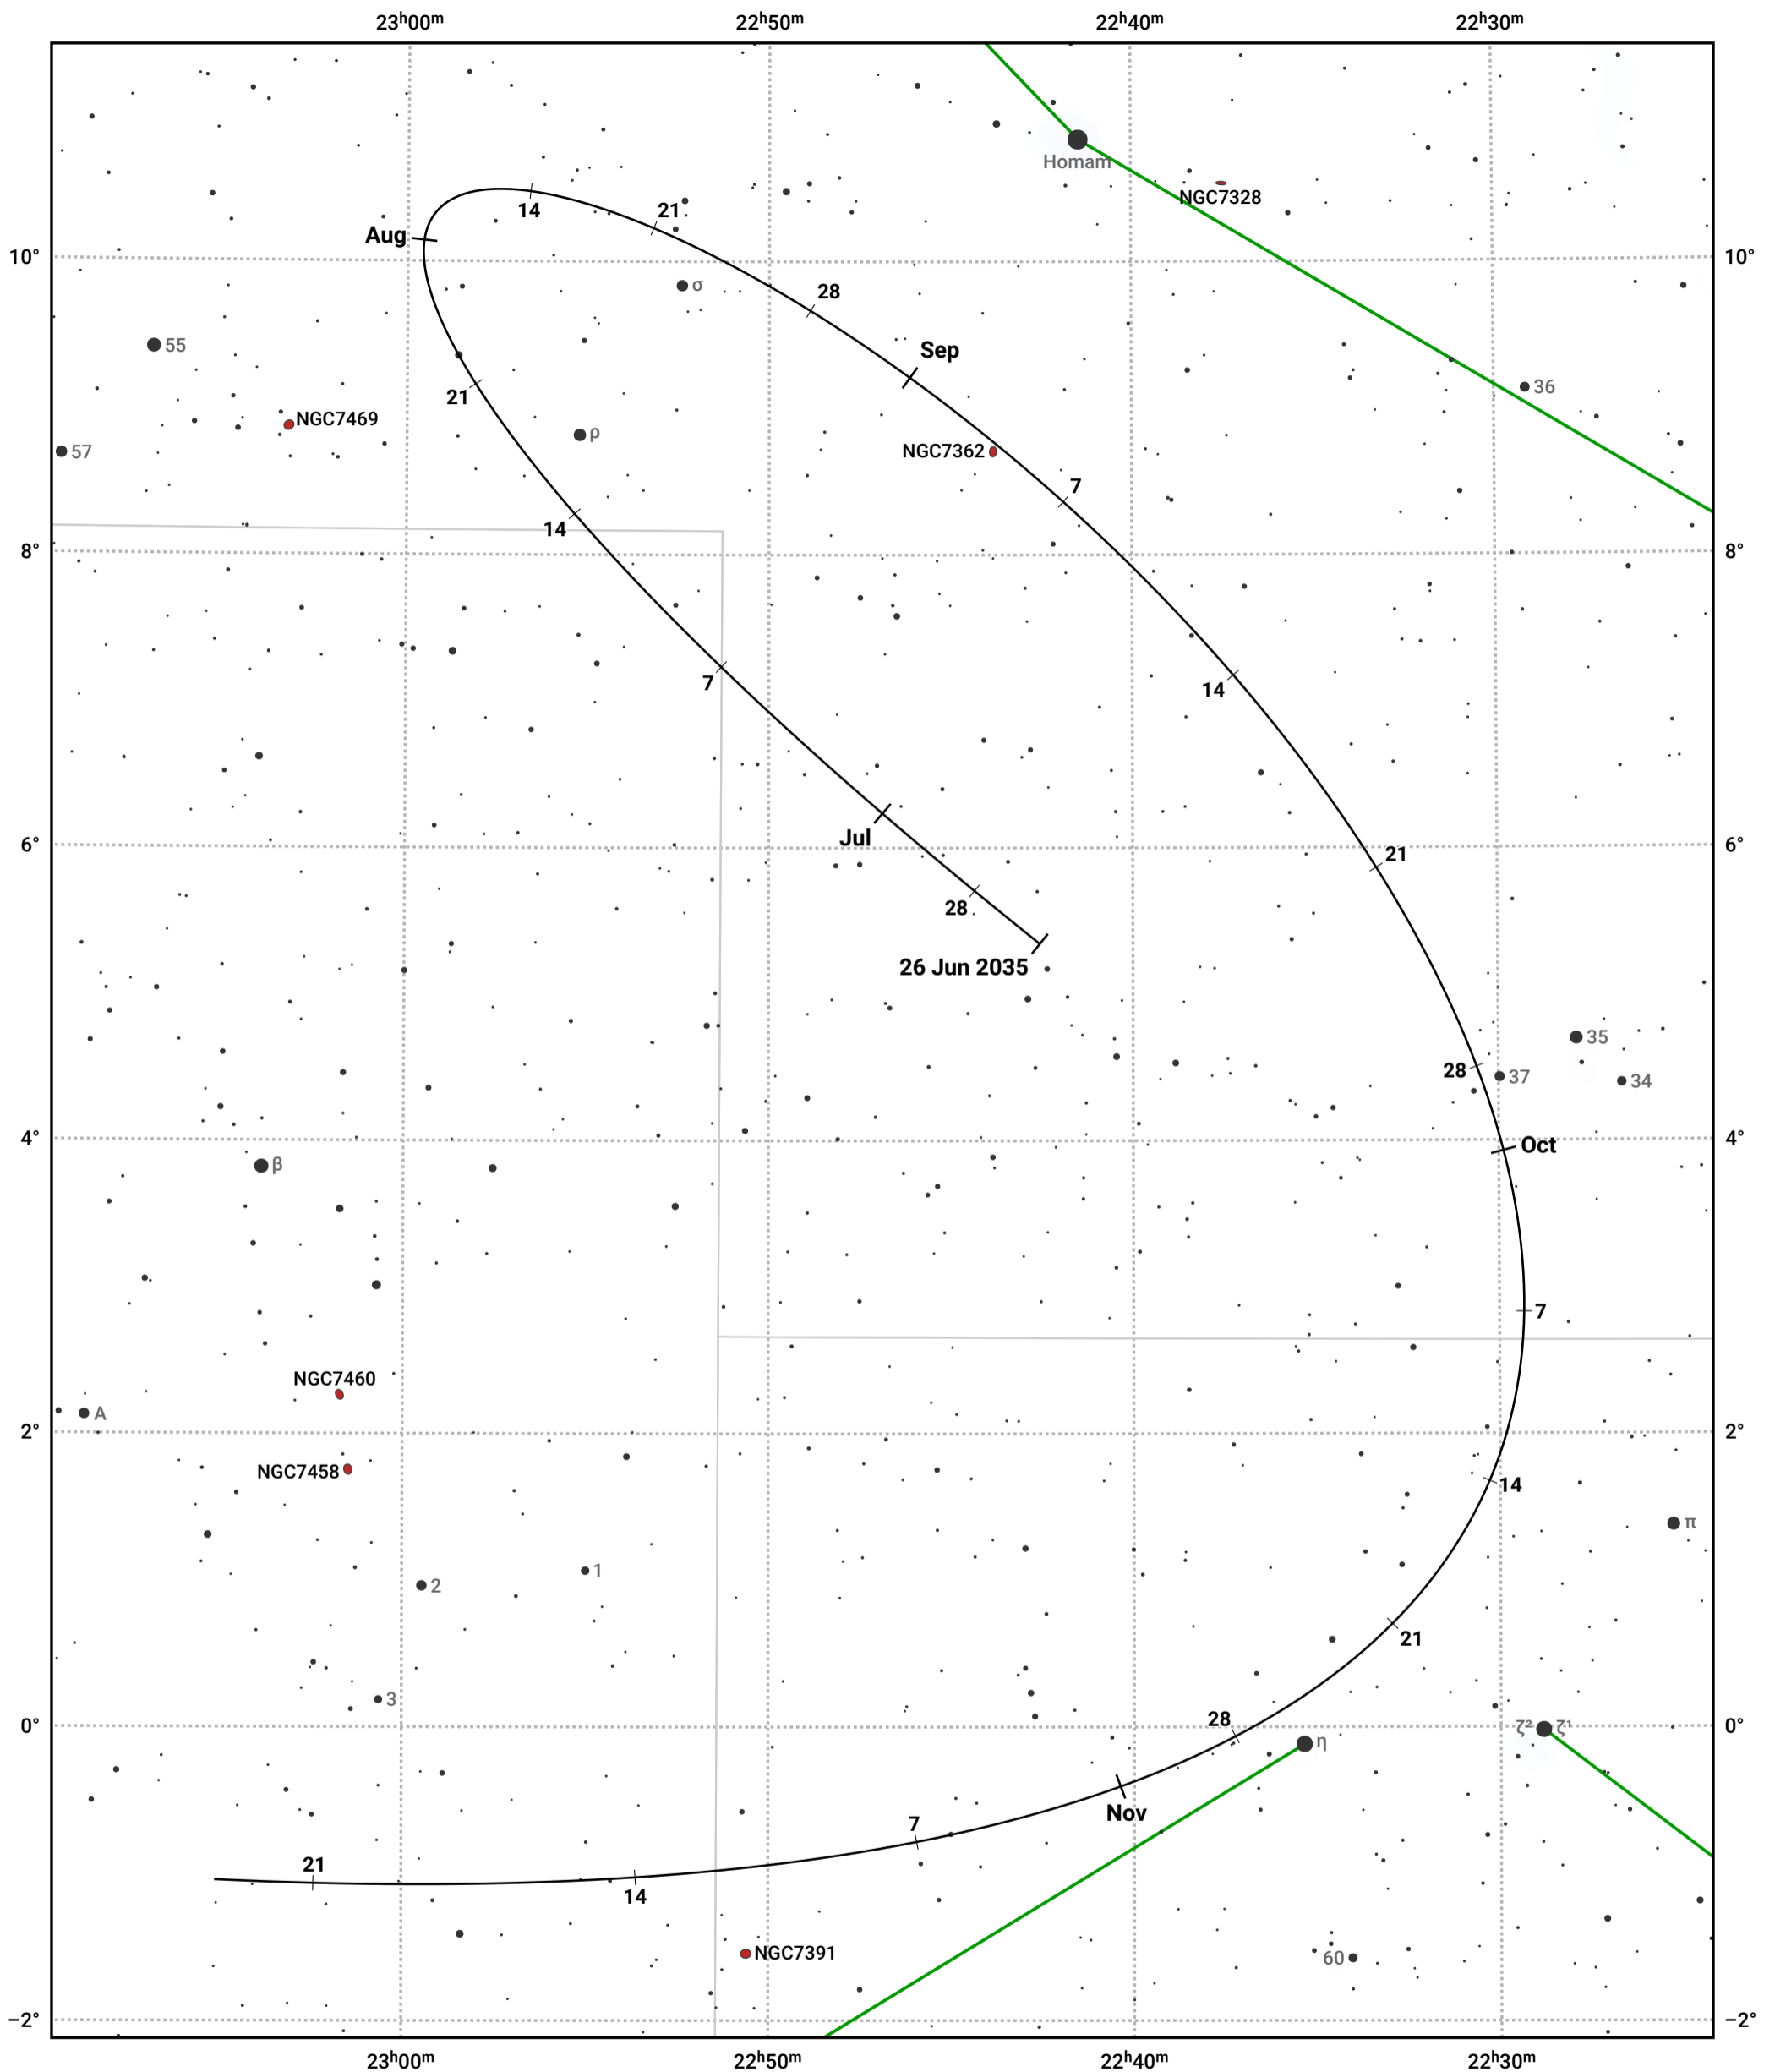 23ʰ00ᵐ 22ʰ50ᵐ 22ʰ40ᵐ 22ʰ30ᵐ
Homam
NGC7328
14 21
Aug
10° 10°
σ
28
55
Sep
36
21
NGC7469
ρ
57
NGC7362
7
14
8° 8°
7
14
Jul
6° 6°
21
28
26 Jun 2035
35
28 37 34
4° 4°
Oct
β
7
NGC7460
A
2° 2°
NGC7458
14
π
1
2
21
3
28
0° 0°
ζ² ζ¹
η
Nov
7
21
14
NGC7391
60
−2° −2°
23ʰ00ᵐ 22ʰ50ᵐ 22ʰ40ᵐ 22ʰ30ᵐ